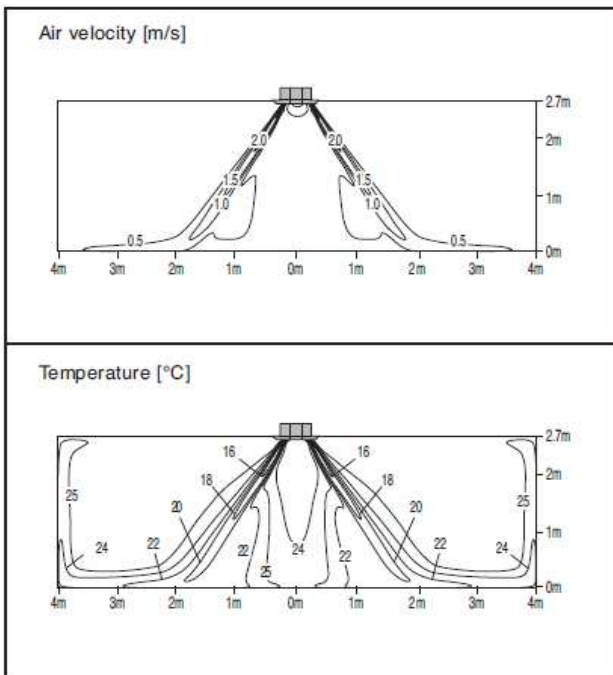 Air velocity [m/s]
2.7m
2.0 2.0 2m
1.5 1.5
1.0 1.0 1m
0.5 0.5
0m
4m 3m 2m 1m 0m 1m 2m 3m 4m
Temperature [°C]
2.7m
16 16 2m
25 18 18 25
20 20 1m
24 22 22 25 24 22 22 24
0m
4m 3m 2m 1m 0m 1m 2m 3m 4m